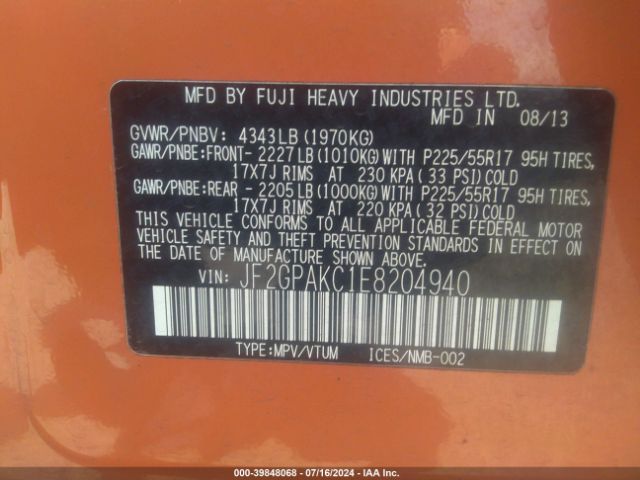 MFD BY FUJI HEAVY INDUSTRIES LTD.
MFD IN 08/13
GVWR/PNBV: 4343LB (1970KG)
GAWR/PNBE:FRONT- 2227LB(1010KG)WITH P225/55R17 95H TIRES,
17X7J RIMS AT 230 KPA(33 PSI)COLD
GAWR/PNBE:REAR - 2205LB(1000KG)WITH P225/55R17 95H TIRES,
17X7J RIMS AT 220 KPA(32 PSI)COLD
THIS VEHICLE CONFORMS TO ALL APPLICABLE FEDERAL MOTOR
VEHICLE SAFETY AND THEFT PREVENTION STANDARDS IN EFFECT ON
THE DATE OF MANUFACTURE SHOWN ABOVE.
VIN: JF2GPAKC1E8204940
TYPE:MPV/VTUM ICES/NMB-002
000-39848068 - 07/16/2024 - IAA Inc.